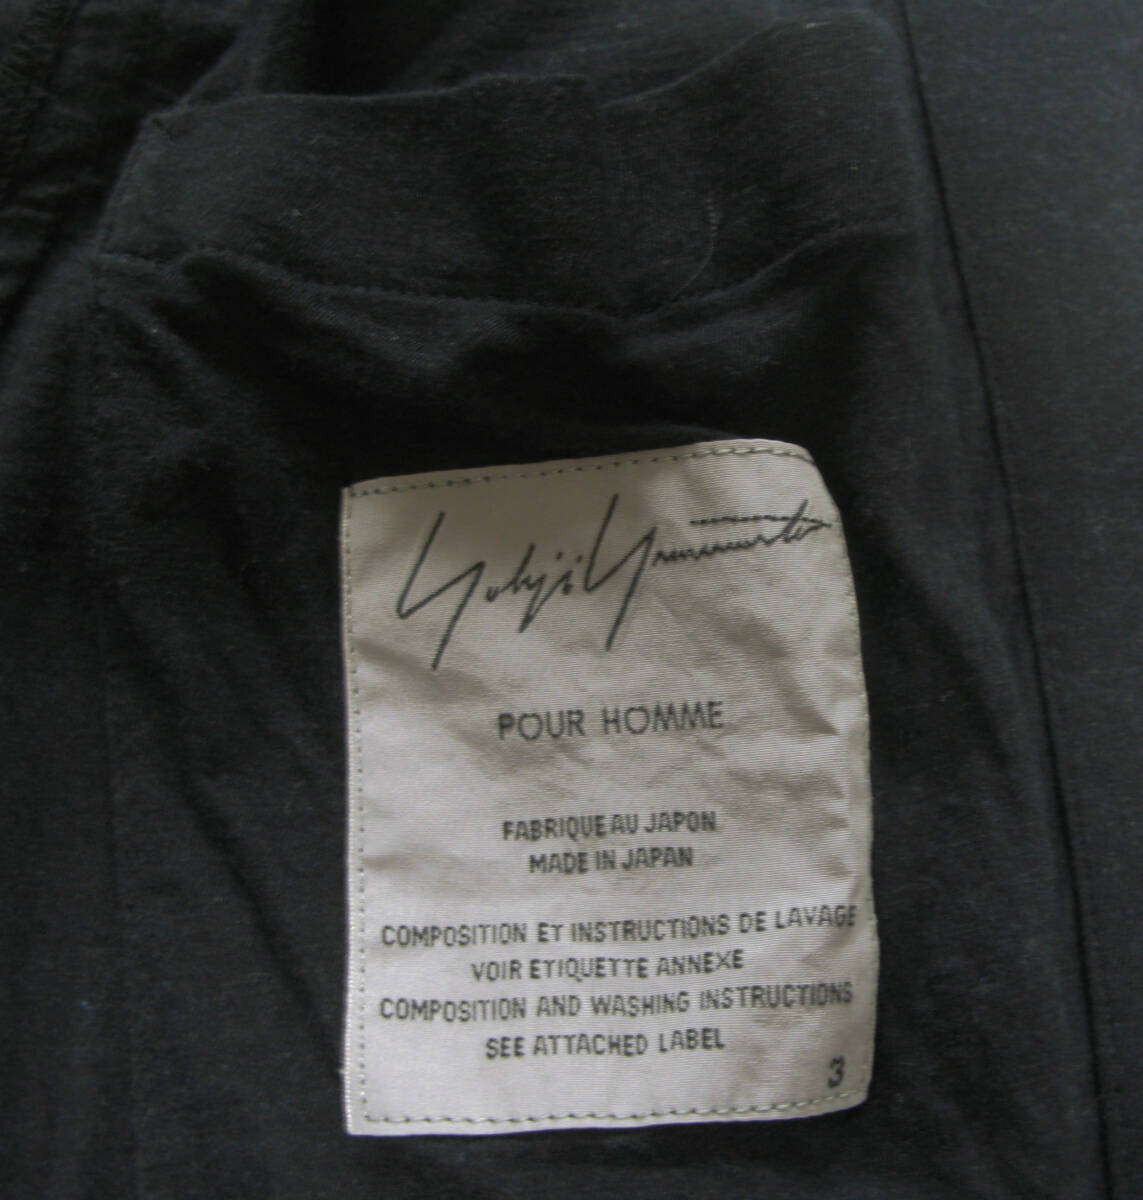 Yohji Yamamoto
POUR HOMME
FABRIQUE AU JAPON
MADE IN JAPAN
COMPOSITION ET INSTRUCTIONS DE LAVAGE
VOIR ETIQUETTE ANNEXE
COMPOSITION AND WASHING INSTRUCTIONS
SEE ATTACHED LABEL
3